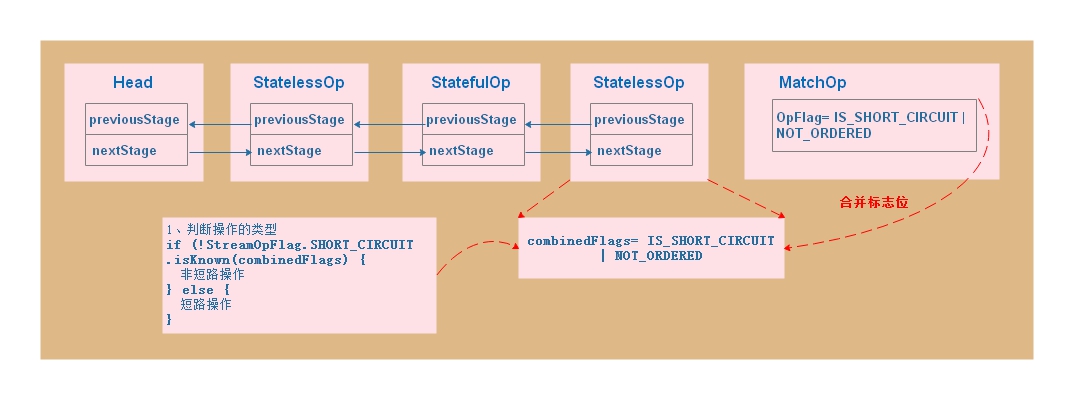 Head
previousStage
nextStage
StatelessOp
previousStage
nextStage
StatefulOp
previousStage
nextStage
StatelessOp
previousStage
nextStage
MatchOp
OpFlag= IS_SHORT_CIRCUIT|
NOT_ORDERED
合并标志位
1、判断操作的类型
if (!StreamOpFlag.SHORT_CIRCUIT
.isKnown(combinedFlags) {
非短路操作
} else {
短路操作
}
combinedFlags= IS_SHORT_CIRCUIT
| NOT_ORDERED